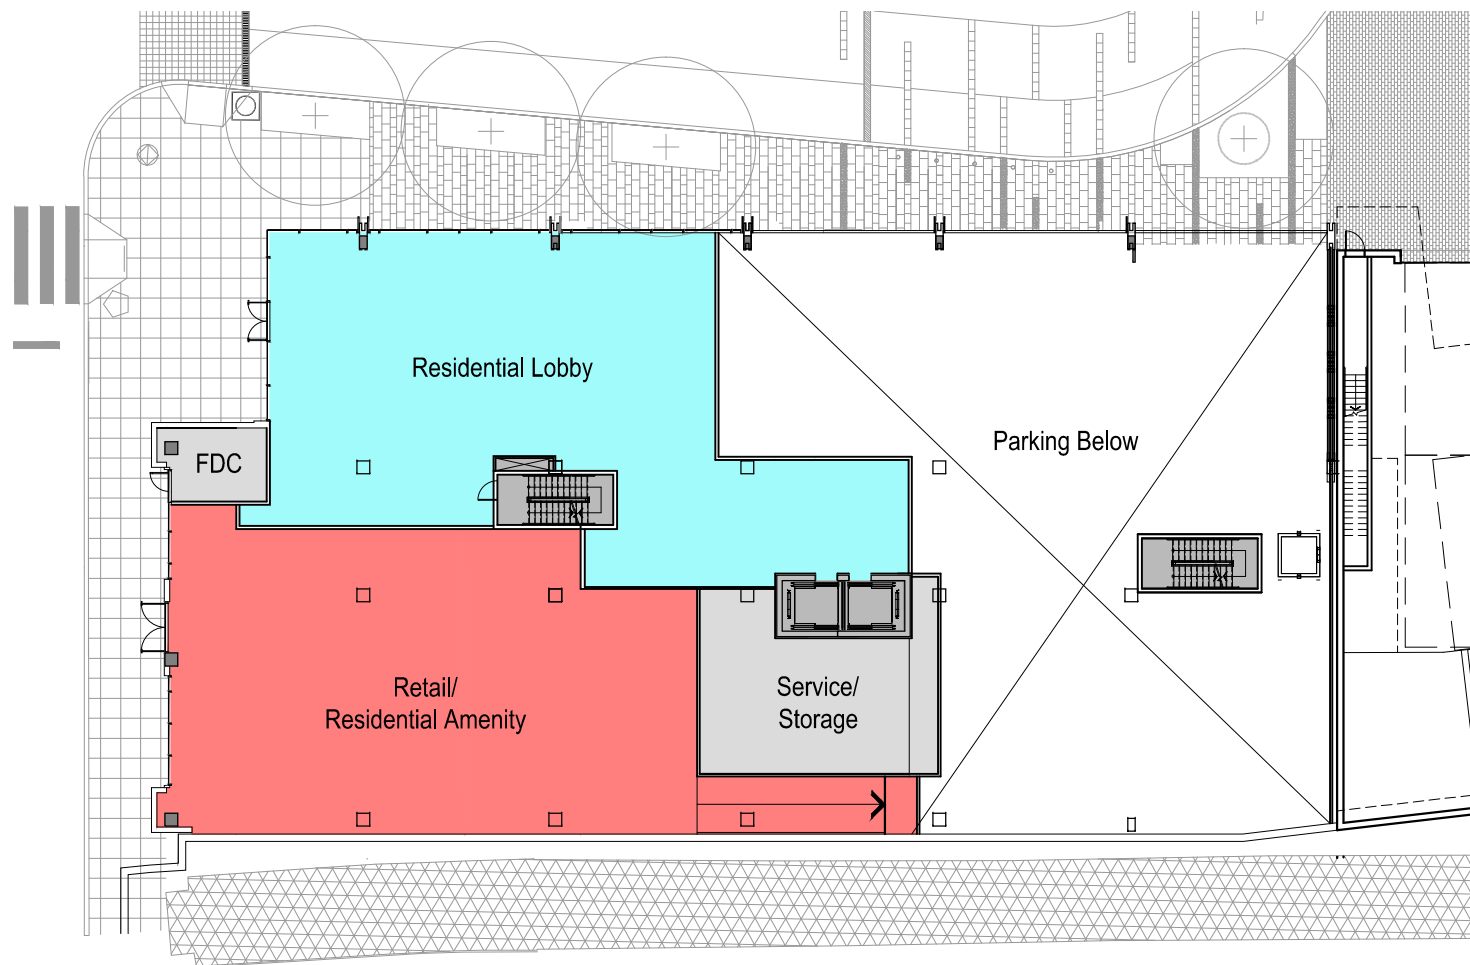 Residential Lobby
Parking Below
FDC
Retail/
Residential Amenity
Service/
Storage